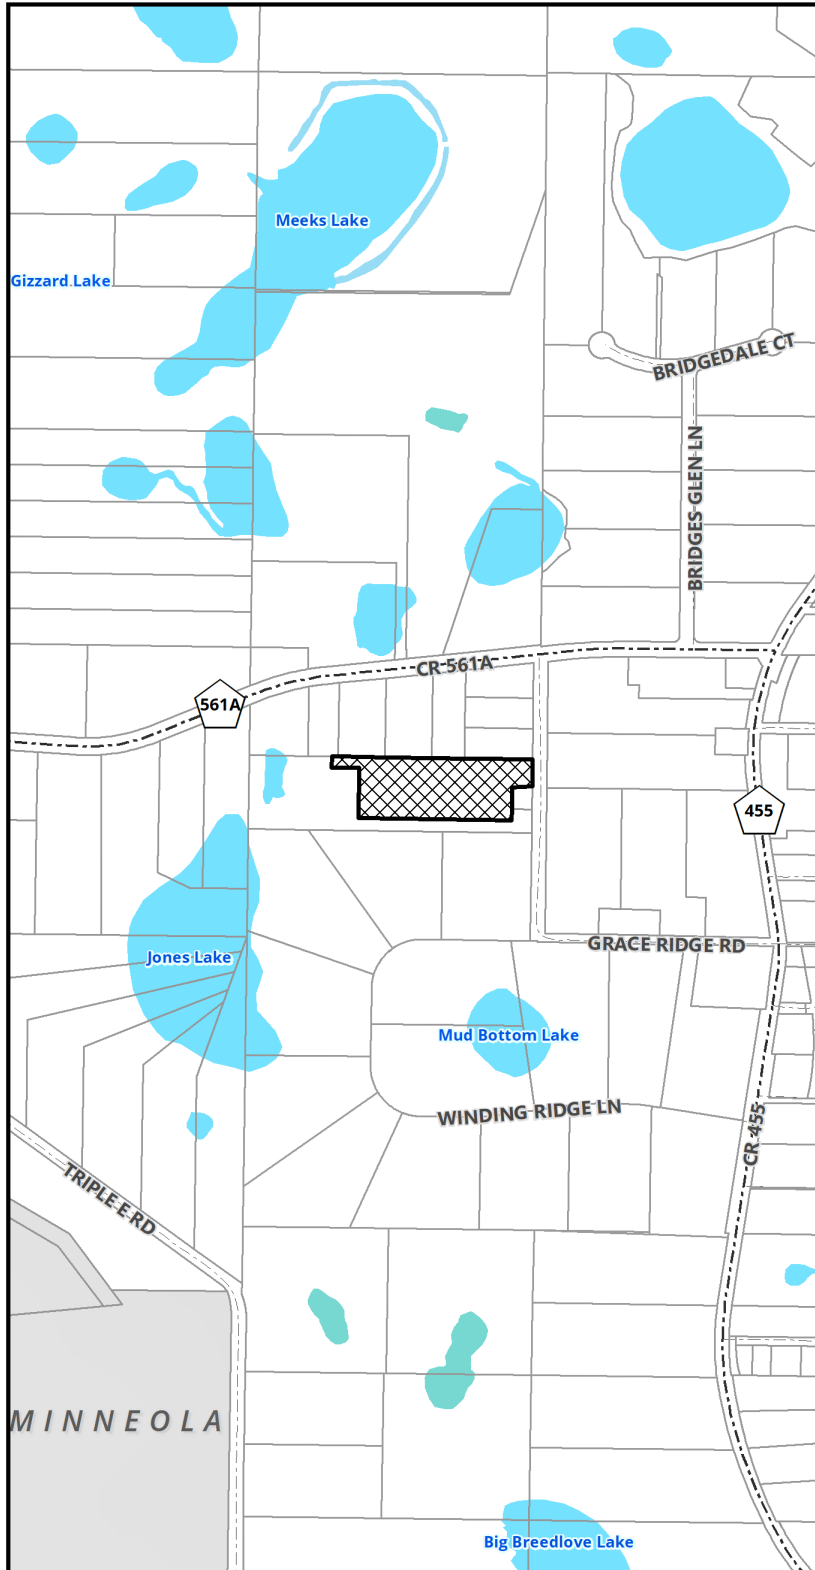 Meeks Lake
Gizzard Lake
BRIDGEDALE CT
BRIDGES GLEN LN
CR 561A
561A
455
GRACE RIDGE RD
Jones Lake
Mud Bottom Lake
WINDING RIDGE LN
CR 455
TRIPLE E RD
MINNEOLA
Big Breedlove Lake